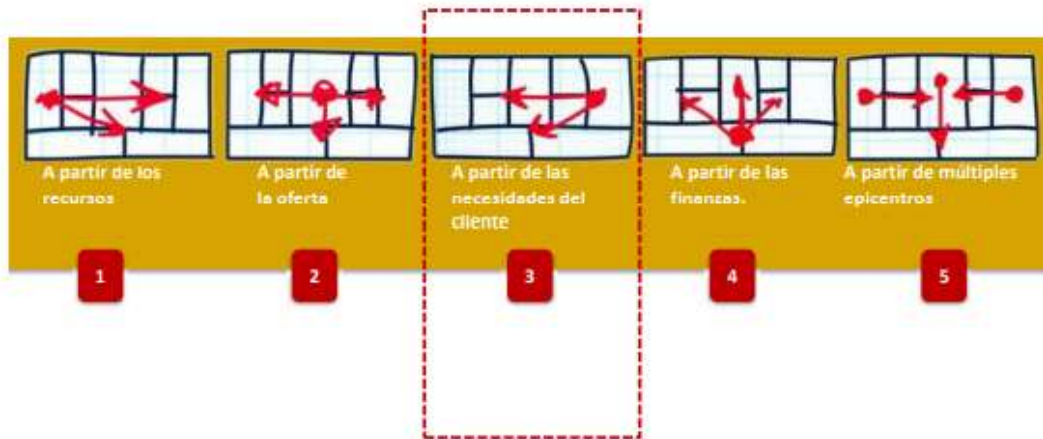 A partir de los
recursos
A partir de
la oferta
A partir de las
necesidades del
cliente
A partir de las
finanzas.
A partir de múltiples
epicentros
1
2
3
4
5